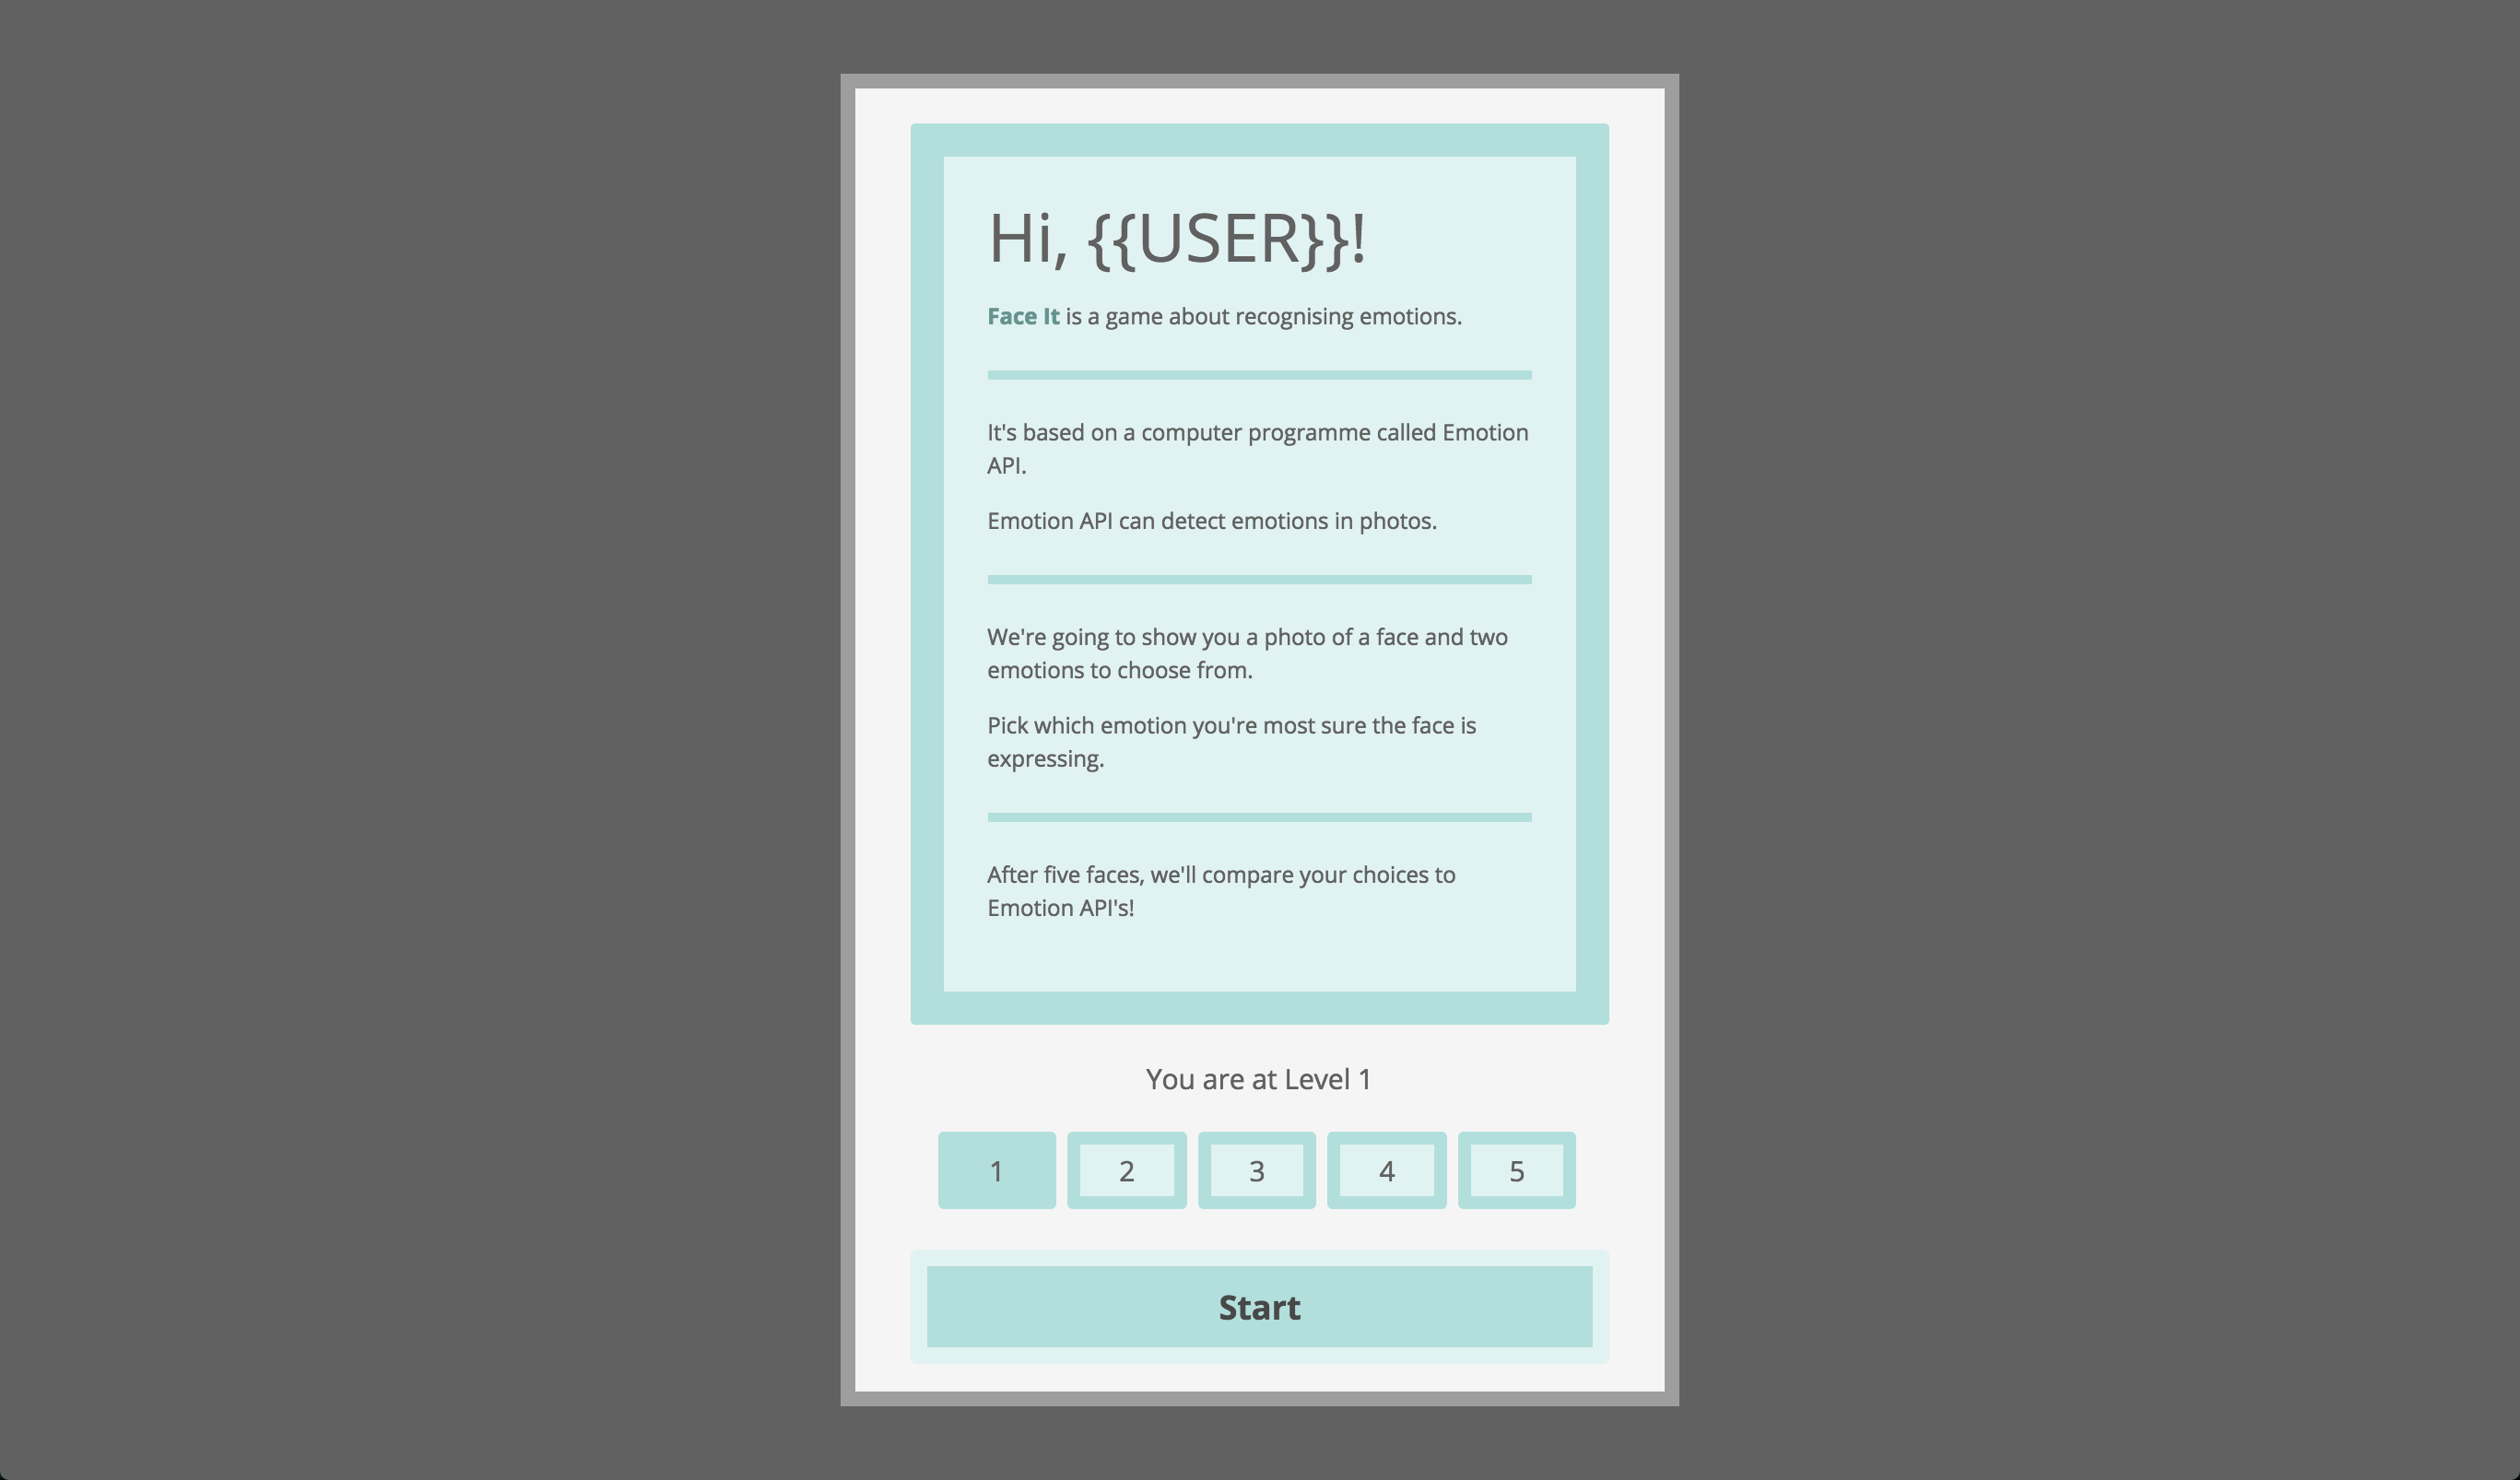 Hi, {{USER}}!
Face It is a game about recognising emotions.
It's based on a computer programme called Emotion
API.
Emotion API can detect emotions in photos.
We're going to show you a photo of a face and two
emotions to choose from.
Pick which emotion you're most sure the face is
expressing.
After five faces, we'll compare your choices to
Emotion API's!
You are at Level 1
1 2 3 4 5
Start